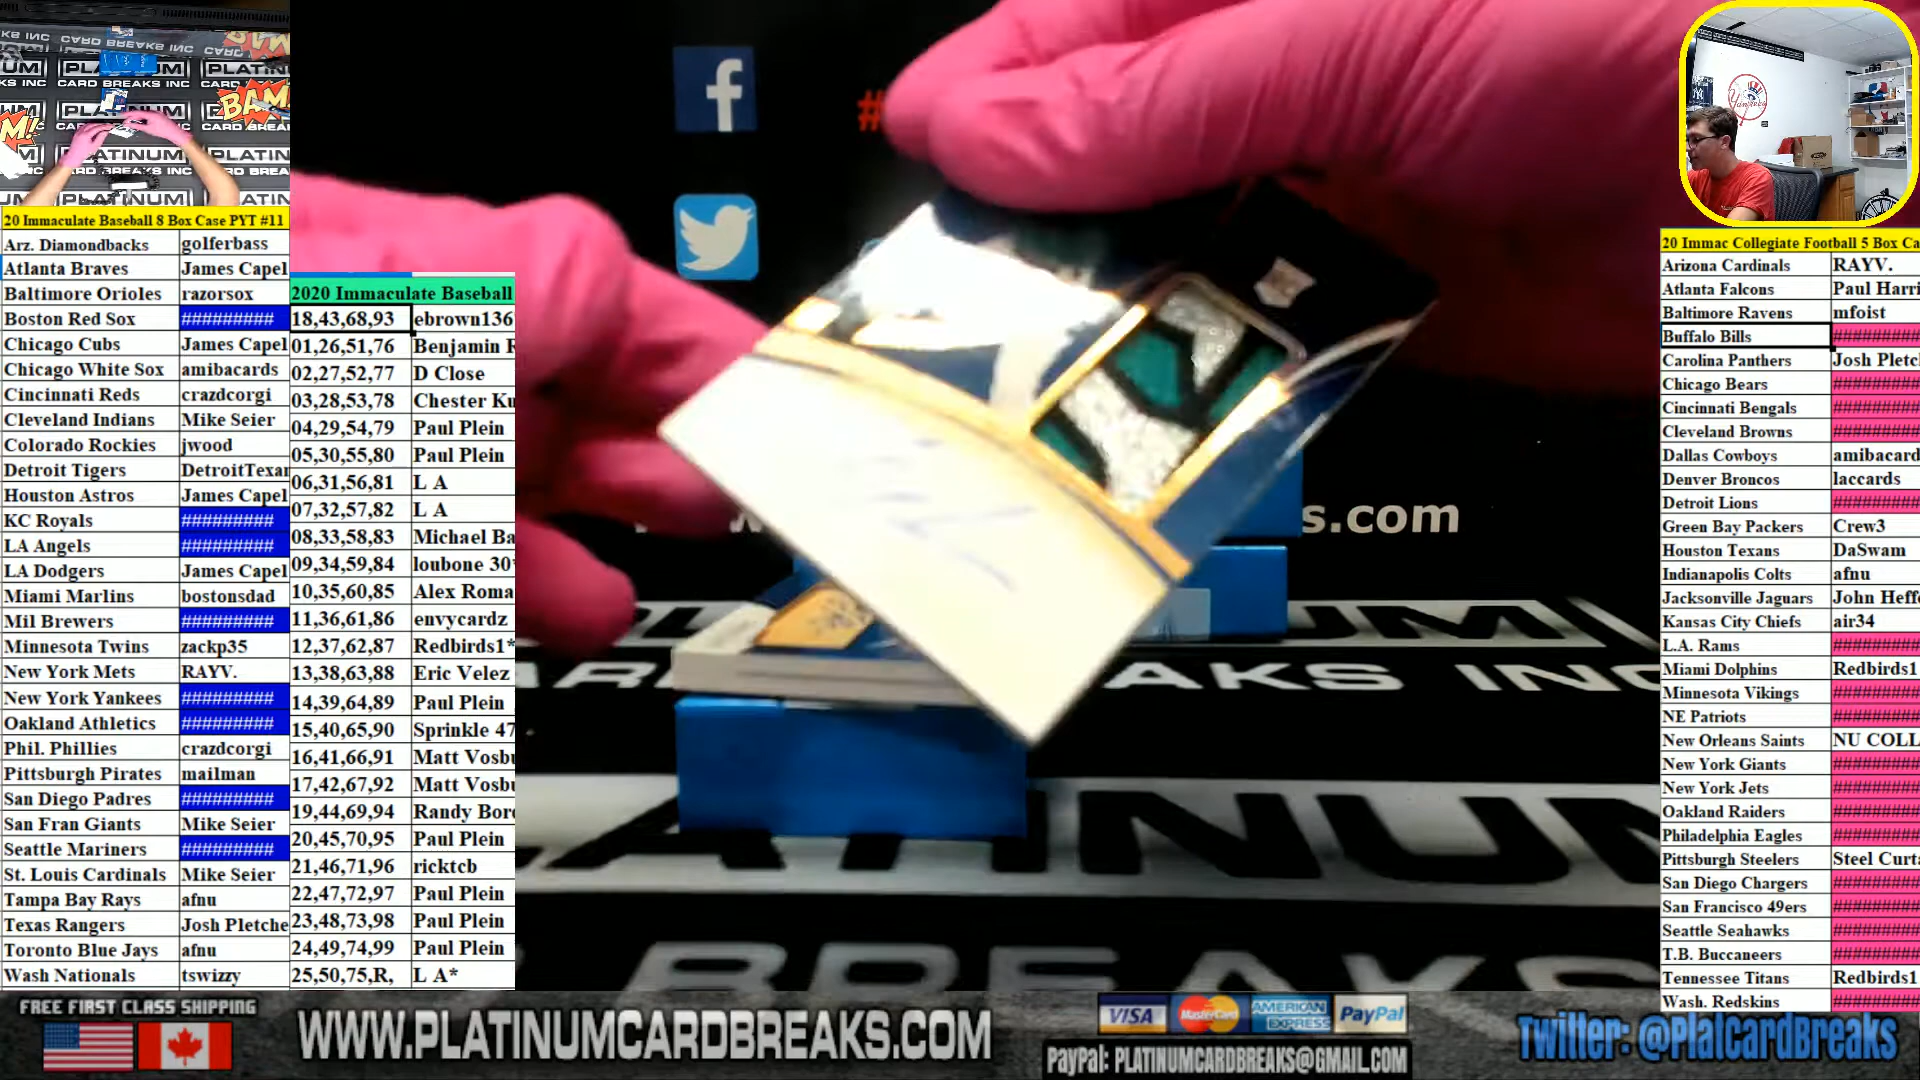 PLATINUM
CARD BREAKS INC
BAM!
20 Immaculate Baseball 8 Box Case PYT #11
Arz. Diamondbacks golferbass
Atlanta Braves James Capel
Baltimore Orioles razorsox
Boston Red Sox #########
Chicago Cubs James Capel
Chicago White Sox amibacards
Cincinnati Reds crazdcorgi
Cleveland Indians Mike Seier
Colorado Rockies jwood
Detroit Tigers DetroitTexan
Houston Astros James Capel
KC Royals #########
LA Angels #########
LA Dodgers James Capel
Miami Marlins bostonsdad
Mil Brewers #########
Minnesota Twins zackp35
New York Mets RAYV.
New York Yankees #########
Oakland Athletics #########
Phil. Phillies crazdcorgi
Pittsburgh Pirates mailman
San Diego Padres #########
San Fran Giants Mike Seier
Seattle Mariners #########
St. Louis Cardinals Mike Seier
Tampa Bay Rays afnu
Texas Rangers Josh Pletche
Toronto Blue Jays afnu
Wash Nationals tswizzy
2020 Immaculate Baseball
18,43,68,93 ebrown136
01,26,51,76 Benjamin R
02,27,52,77 D Close
03,28,53,78 Chester Ku
04,29,54,79 Paul Plein
05,30,55,80 Paul Plein
06,31,56,81 L A
07,32,57,82 L A
08,33,58,83 Michael Ba
09,34,59,84 loubone 30
10,35,60,85 Alex Roma
11,36,61,86 envycardz
12,37,62,87 Redbirds1*
13,38,63,88 Eric Velez
14,39,64,89 Paul Plein
15,40,65,90 Sprinkle 47
16,41,66,91 Matt Vosbu
17,42,67,92 Matt Vosbu
19,44,69,94 Randy Bord
20,45,70,95 Paul Plein
21,46,71,96 ricktcb
22,47,72,97 Paul Plein
23,48,73,98 Paul Plein
24,49,74,99 Paul Plein
25,50,75,R, L A*
#
s.com
AKS INC
BREAKS
20 Immac Collegiate Football 5 Box Ca
Arizona Cardinals RAYV.
Atlanta Falcons Paul Harri
Baltimore Ravens mfoist
Buffalo Bills #########
Carolina Panthers Josh Pletc
Chicago Bears #########
Cincinnati Bengals #########
Cleveland Browns #########
Dallas Cowboys amibacard
Denver Broncos laccards
Detroit Lions #########
Green Bay Packers Crew3
Houston Texans DaSwam
Indianapolis Colts afnu
Jacksonville Jaguars John Heffe
Kansas City Chiefs air34
L.A. Rams #########
Miami Dolphins Redbirds1
Minnesota Vikings #########
NE Patriots #########
New Orleans Saints NU COLL
New York Giants #########
New York Jets #########
Oakland Raiders #########
Philadelphia Eagles #########
Pittsburgh Steelers Steel Curta
San Diego Chargers #########
San Francisco 49ers #########
Seattle Seahawks #########
T.B. Buccaneers #########
Tennessee Titans Redbirds1
Wash. Redskins #########
FREE FIRST CLASS SHIPPING
WWW.PLATINUMCARDBREAKS.COM
VISA MasterCard AMERICAN EXPRESS PayPal
PayPal: PLATINUMCARDBREAKS@GMAIL.COM
Twitter: @PlatCardBreaks